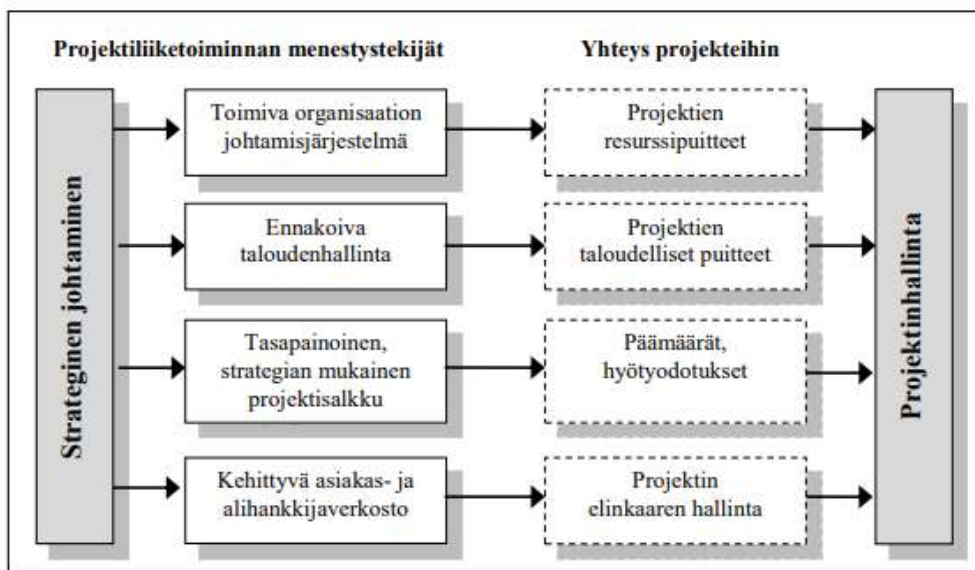 Projektiliiketoiminnan menestystekijät
Yhteys projekteihin
Strateginen johtaminen
Toimiva organisaation
johtamisjärjestelmä
Projektien
resurssipuitteet
Ennakoiva
taloudenhallinta
Projektien
taloudelliset puitteet
Tasapainoinen,
strategian mukainen
projektisalkku
Päämäärät,
hyötyodotukset
Kehittyvä asiakas- ja
alihankkijaverkosto
Projektin
elinkaaren hallinta
Projektinhallinta